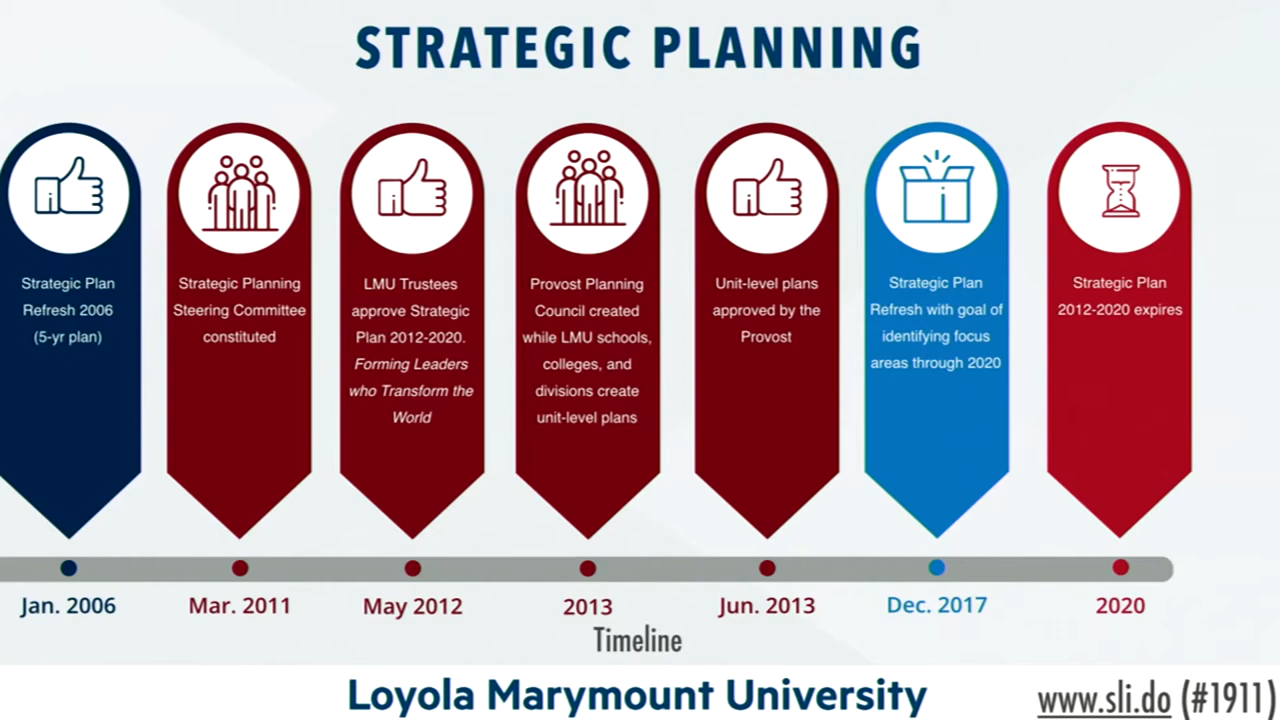 STRATEGIC PLANNING
Strategic Plan
Refresh 2006
(5-yr plan)
Strategic Planning
Steering Committee
constituted
LMU Trustees
approve Strategic
Plan 2012-2020.
Forming Leaders
who Transform the
World
Provost Planning
Council created
while LMU schools,
colleges, and
divisions create
unit-level plans
Unit-level plans
approved by the
Provost
Strategic Plan
Refresh with goal of
identifying focus
areas through 2020
Strategic Plan
2012-2020 expires
Jan. 2006
Mar. 2011
May 2012
2013
Jun. 2013
Dec. 2017
2020
Timeline
Loyola Marymount University
www.sli.do (#1911)